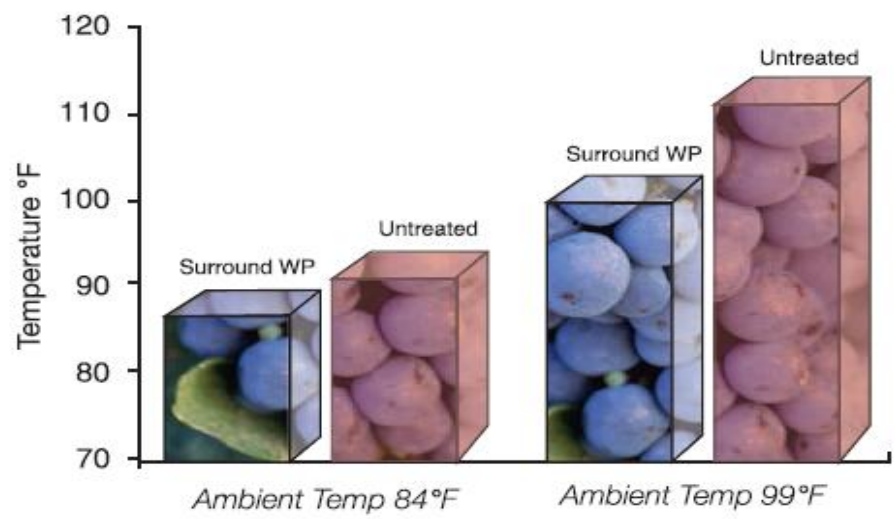 120
110
100
90
80
70
Temperature °F
Surround WP
Untreated
Surround WP
Untreated
Ambient Temp 84°F
Ambient Temp 99°F